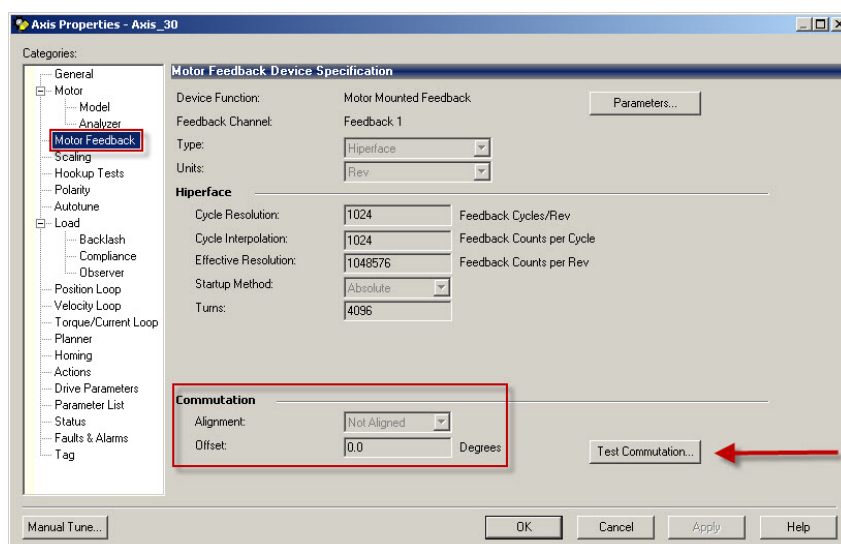 Axis Properties - Axis_30
Categories:
General
Motor
Model
Analyzer
Motor Feedback
Scaling
Hookup Tests
Polarity
Autotune
Load
Backlash
Compliance
Observer
Position Loop
Velocity Loop
Torque/Current Loop
Planner
Homing
Actions
Drive Parameters
Parameter List
Status
Faults & Alarms
Tag
Motor Feedback Device Specification
Device Function: Motor Mounted Feedback Parameters...
Feedback Channel: Feedback 1
Type: Hiperface
Units: Rev
Hiperface
Cycle Resolution: 1024 Feedback Cycles/Rev
Cycle Interpolation: 1024 Feedback Counts per Cycle
Effective Resolution: 1048576 Feedback Counts per Rev
Startup Method: Absolute
Turns: 4096
Commutation
Alignment: Not Aligned
Offset: 0.0 Degrees Test Commutation...
Manual Tune... OK Cancel Apply Help